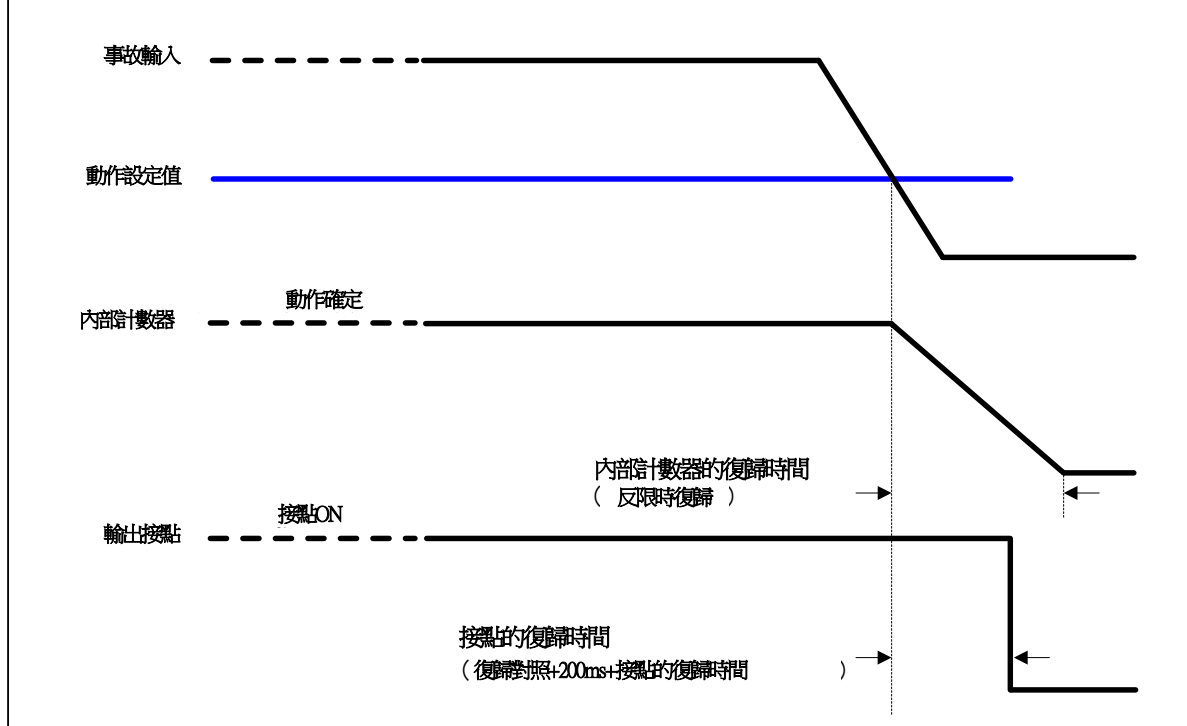 事故輸入
動作設定值
動作確定
內部計數器
內部計數器的復歸時間
( 反限時復歸 )
接點ON
輸出接點
接點的復歸時間
( 復歸對照+200ms+接點的復歸時間 )